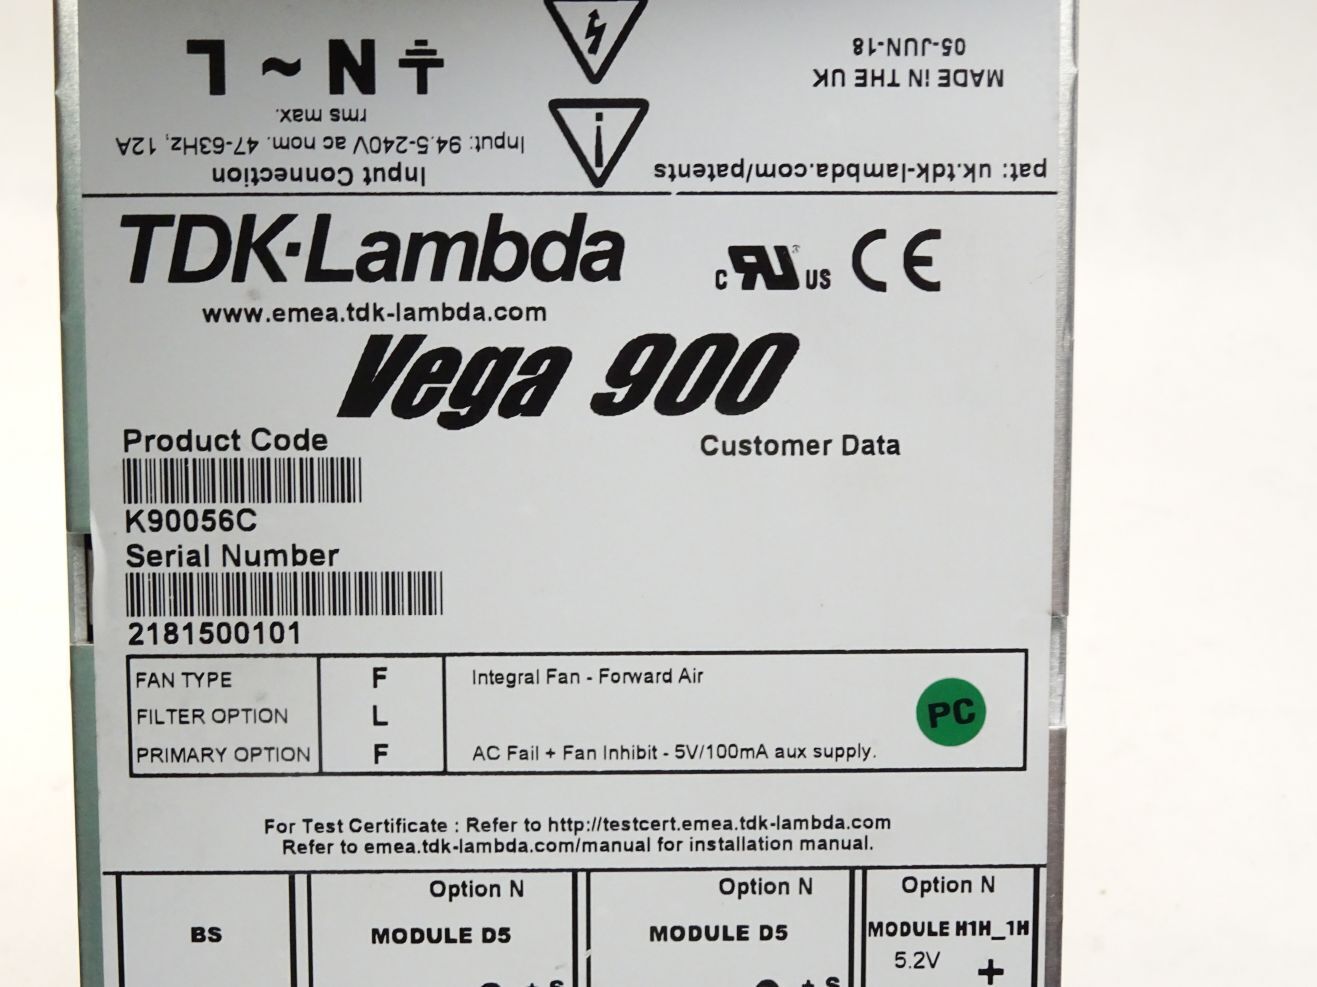 L ~ N
05-JUN-18
MADE IN THE UK
rms max.
Input: 94.5-240V ac nom. 47-63Hz, 12A
Input Connection
pat: uk.tdk-lambda.com/patents
TDK·Lambda
C RU US CE
www.emea.tdk-lambda.com
Vega 900
Product Code
Customer Data
K90056C
Serial Number
2181500101
FAN TYPE F Integral Fan - Forward Air
FILTER OPTION L
PC
PRIMARY OPTION F AC Fail + Fan Inhibit - 5V/100mA aux supply.
For Test Certificate : Refer to http://testcert.emea.tdk-lambda.com
Refer to emea.tdk-lambda.com/manual for installation manual.
Option N Option N Option N
BS MODULE D5 MODULE D5 MODULE H1H_1H
5.2V +
+ S + S